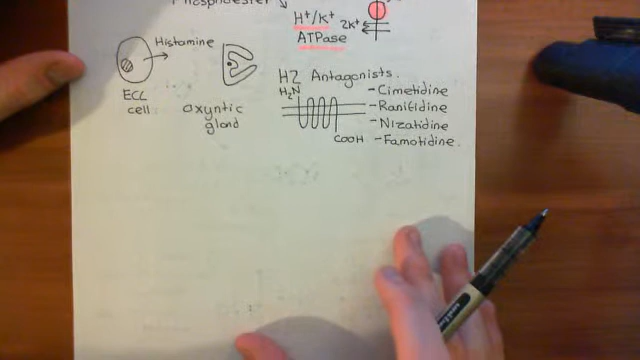 Phosphodiester
H⁺/K⁺
ATPase
2K⁺
Histamine
ECL
cell
oxyntic
gland
H2 Antagonists.
H₂N
COOH
- Cimetidine
- Ranitidine
- Nizatidine
- Famotidine.